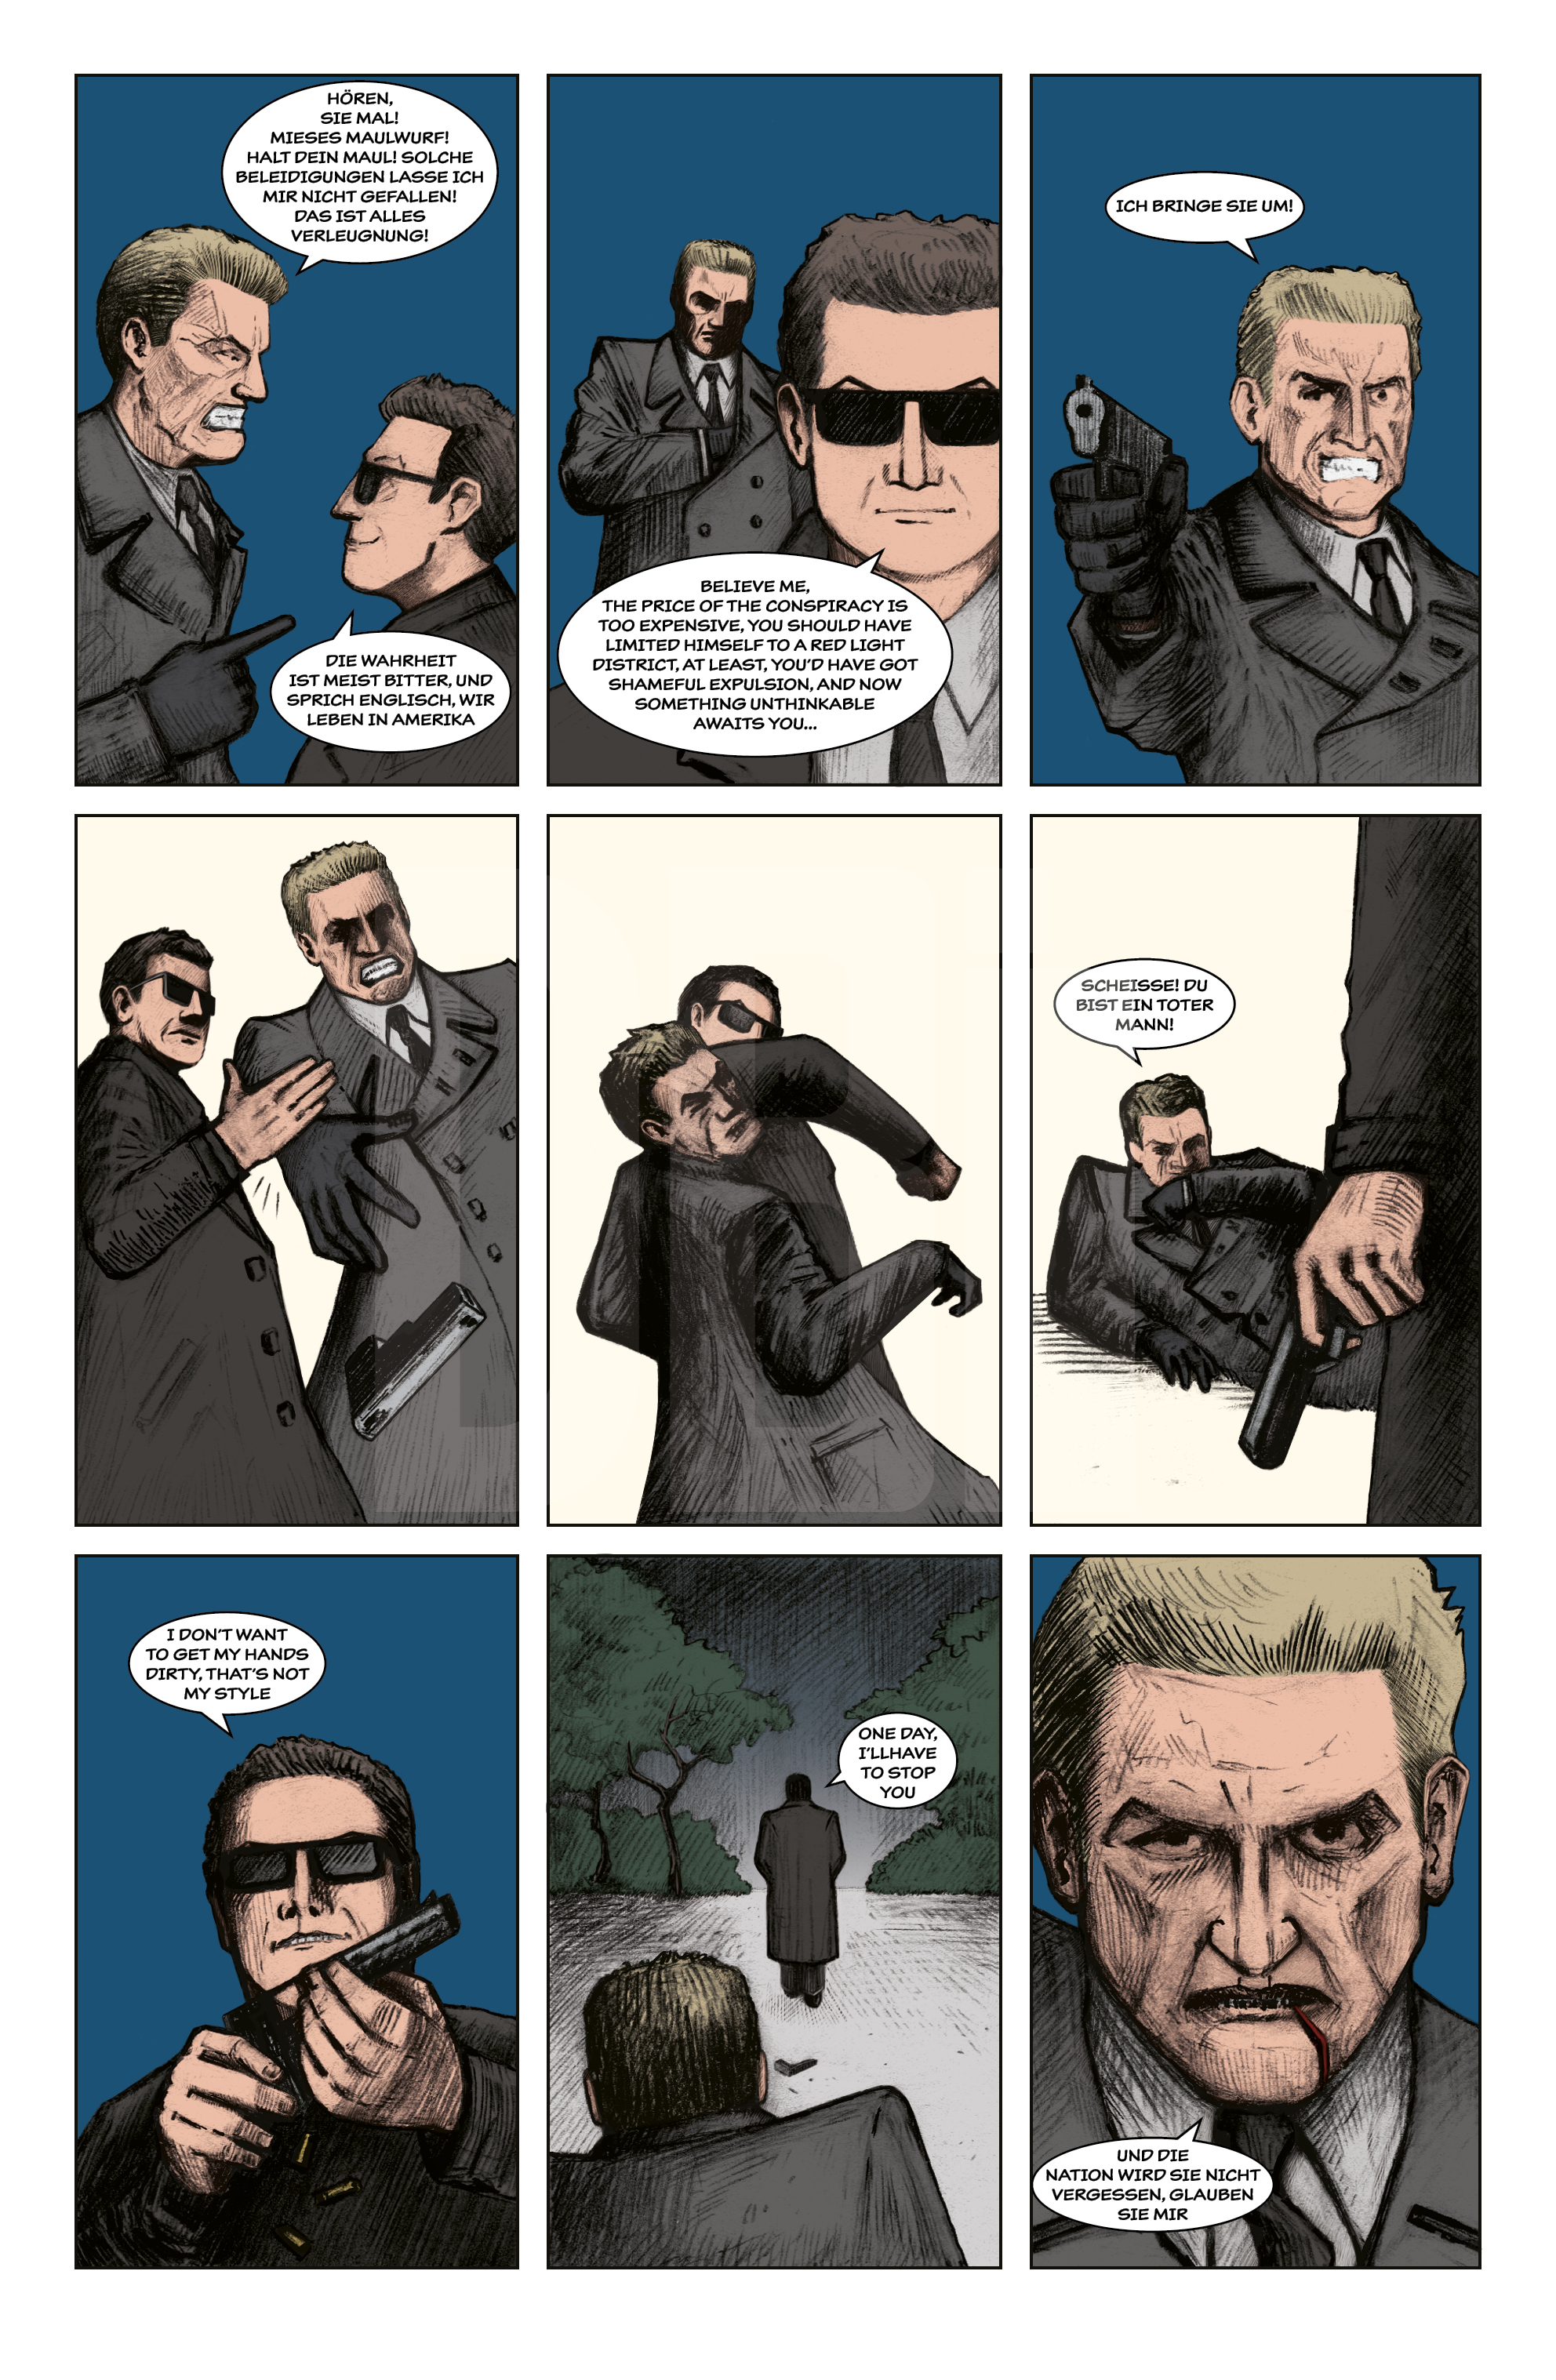 HÖREN,
SIE MAL!
MIESES MAULWURF!
HALT DEIN MAUL! SOLCHE
BELEIDIGUNGEN LASSE ICH
MIR NICHT GEFALLEN!
DAS IST ALLES
VERLEUGNUNG!
DIE WAHRHEIT
IST MEIST BITTER, UND
SPRICH ENGLISCH, WIR
LEBEN IN AMERIKA
BELIEVE ME,
THE PRICE OF THE CONSPIRACY IS
TOO EXPENSIVE, YOU SHOULD HAVE
LIMITED HIMSELF TO A RED LIGHT
DISTRICT, AT LEAST, YOU'D HAVE GOT
SHAMEFUL EXPULSION, AND NOW
SOMETHING UNTHINKABLE
AWAITS YOU...
ICH BRINGE SIE UM!
SCHEISSE! DU
BIST EIN TOTER
MANN!
I DON'T WANT
TO GET MY HANDS
DIRTY, THAT'S NOT
MY STYLE
ONE DAY,
I'LLHAVE
TO STOP
YOU
UND DIE
NATION WIRD SIE NICHT
VERGESSEN, GLAUBEN
SIE MIR